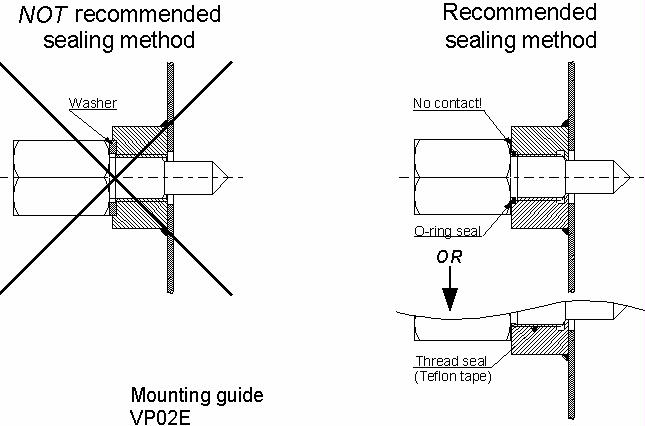 NOT recommended
sealing method
Recommended
sealing method
Washer
No contact!
O-ring seal
OR
Thread seal
(Teflon tape)
Mounting guide
VP02E